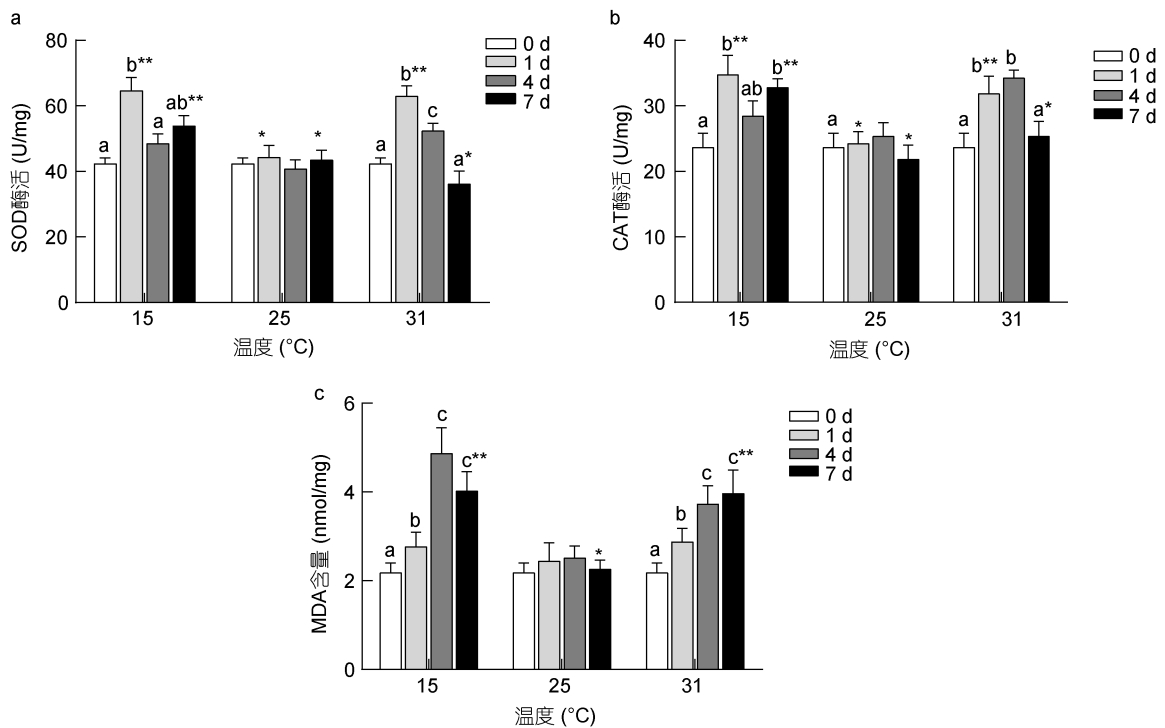 a
80
60
40
20
0
SOD酶活 (U/mg)
a
b**
a
ab**
*
*
a
b**
c
a*
15
25
31
温度 (°C)
0 d
1 d
4 d
7 d
b
40
30
20
10
0
CAT酶活 (U/mg)
a
b**
ab
b**
a
*
*
a
b**
b
a*
15
25
31
温度 (°C)
0 d
1 d
4 d
7 d
c
6
4
2
0
MDA含量 (nmol/mg)
a
b
c
c**
*
a
b
c
c**
15
25
31
温度 (°C)
0 d
1 d
4 d
7 d